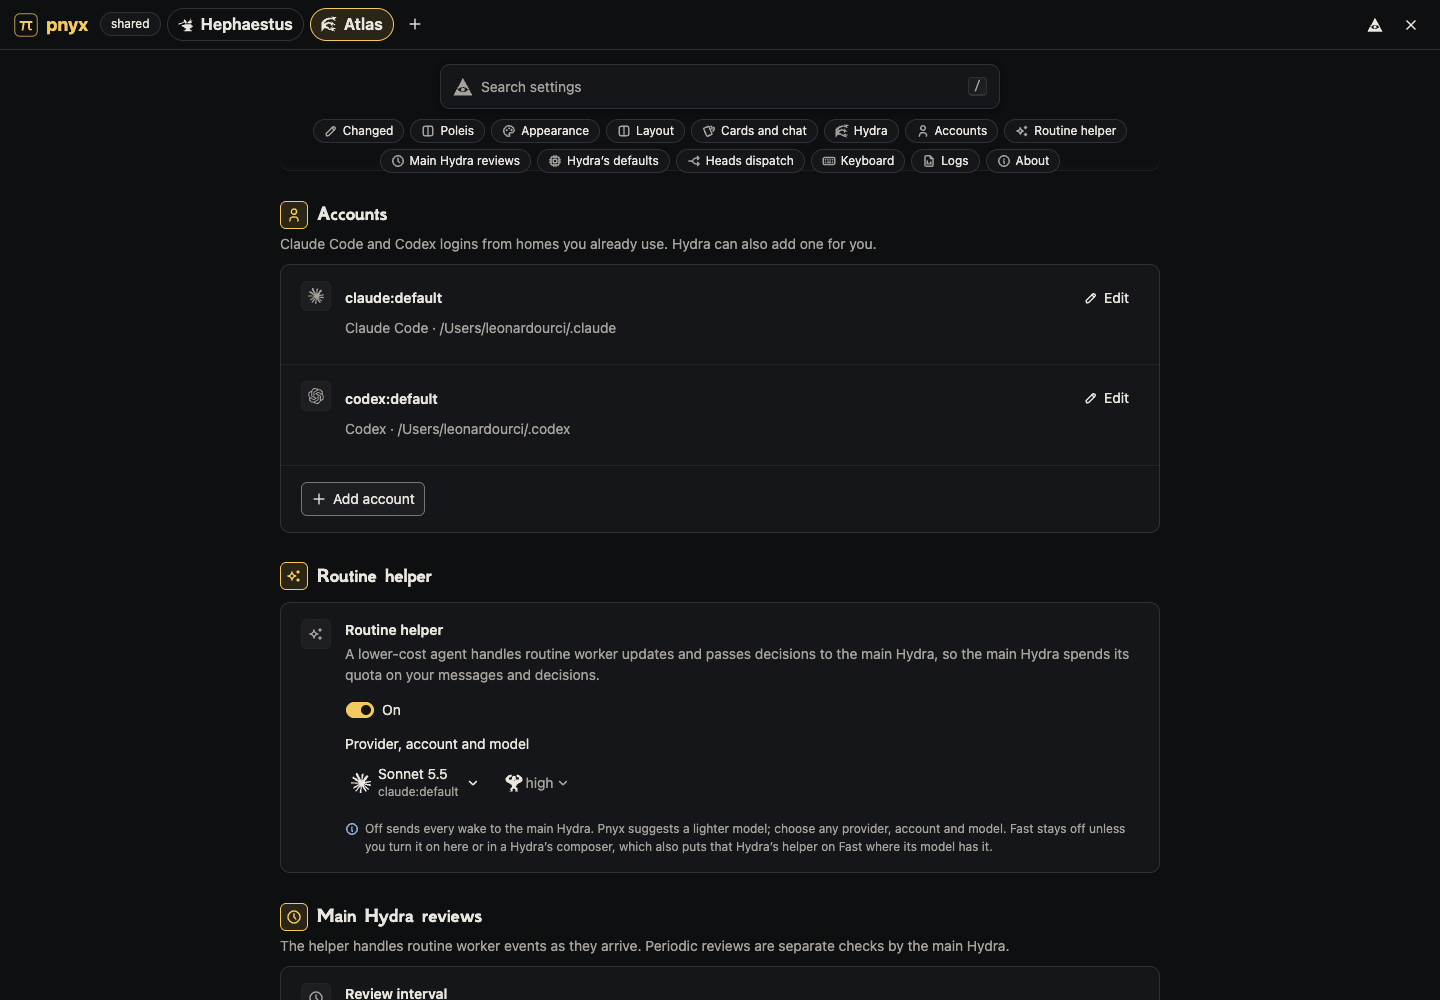 π pnyx shared Hephaestus Atlas +
Search settings /
Changed Poleis Appearance Layout Cards and chat Hydra Accounts Routine helper
Main Hydra reviews Hydra’s defaults Heads dispatch Keyboard Logs About
Accounts
Claude Code and Codex logins from homes you already use. Hydra can also add one for you.
claude:default Edit
Claude Code · /Users/leonardourci/.claude
codex:default Edit
Codex · /Users/leonardourci/.codex
+ Add account
Routine helper
Routine helper
A lower-cost agent handles routine worker updates and passes decisions to the main Hydra, so the main Hydra spends its
quota on your messages and decisions.
On
Provider, account and model
Sonnet 5.5
claude:default
high
Off sends every wake to the main Hydra. Pnyx suggests a lighter model; choose any provider, account and model. Fast stays off unless
you turn it on here or in a Hydra’s composer, which also puts that Hydra’s helper on Fast where its model has it.
Main Hydra reviews
The helper handles routine worker events as they arrive. Periodic reviews are separate checks by the main Hydra.
Review interval